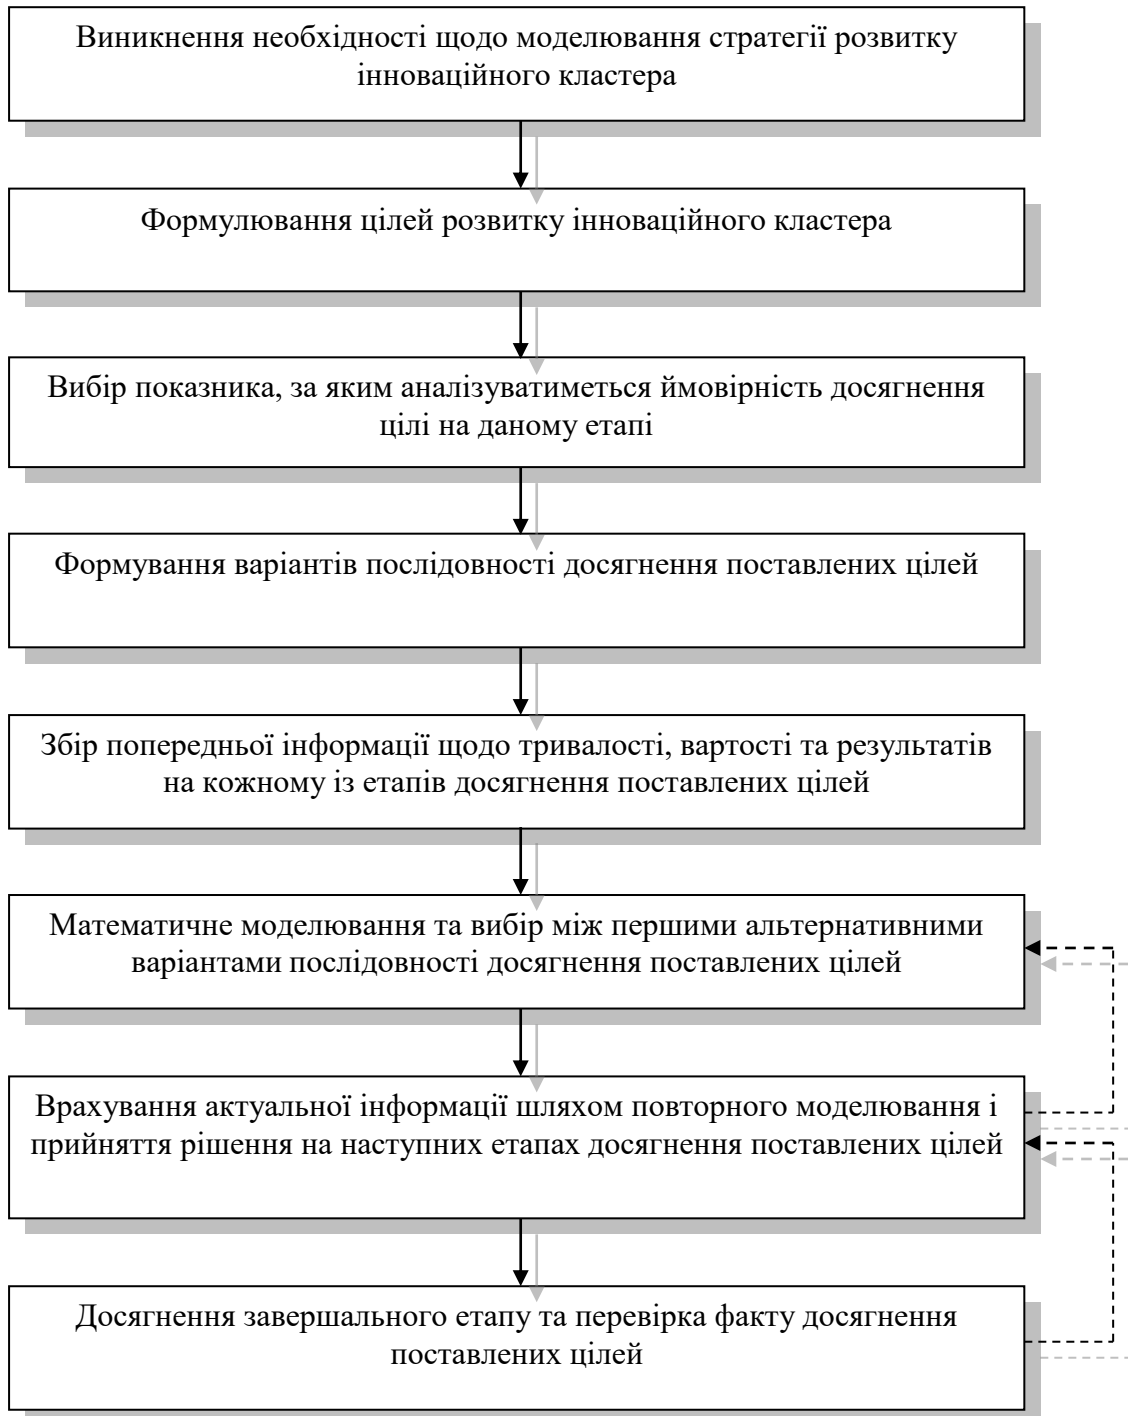 Виникнення необхідності щодо моделювання стратегії розвитку
інноваційного кластера
Формулювання цілей розвитку інноваційного кластера
Вибір показника, за яким аналізуватиметься ймовірність досягнення
цілі на даному етапі
Формування варіантів послідовності досягнення поставлених цілей
Збір попередньої інформації щодо тривалості, вартості та результатів
на кожному із етапів досягнення поставлених цілей
Математичне моделювання та вибір між першими альтернативними
варіантами послідовності досягнення поставлених цілей
Врахування актуальної інформації шляхом повторного моделювання і
прийняття рішення на наступних етапах досягнення поставлених цілей
Досягнення завершального етапу та перевірка факту досягнення
поставлених цілей